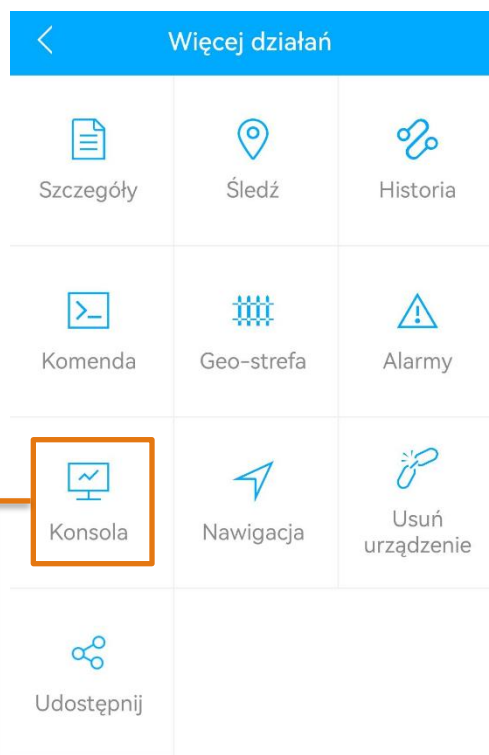 Więcej działań
Szczegóły
Śledź
Historia
Komenda
Geo-strefa
Alarmy
Konsola
Nawigacja
Usuń
urządzenie
Udostępnij